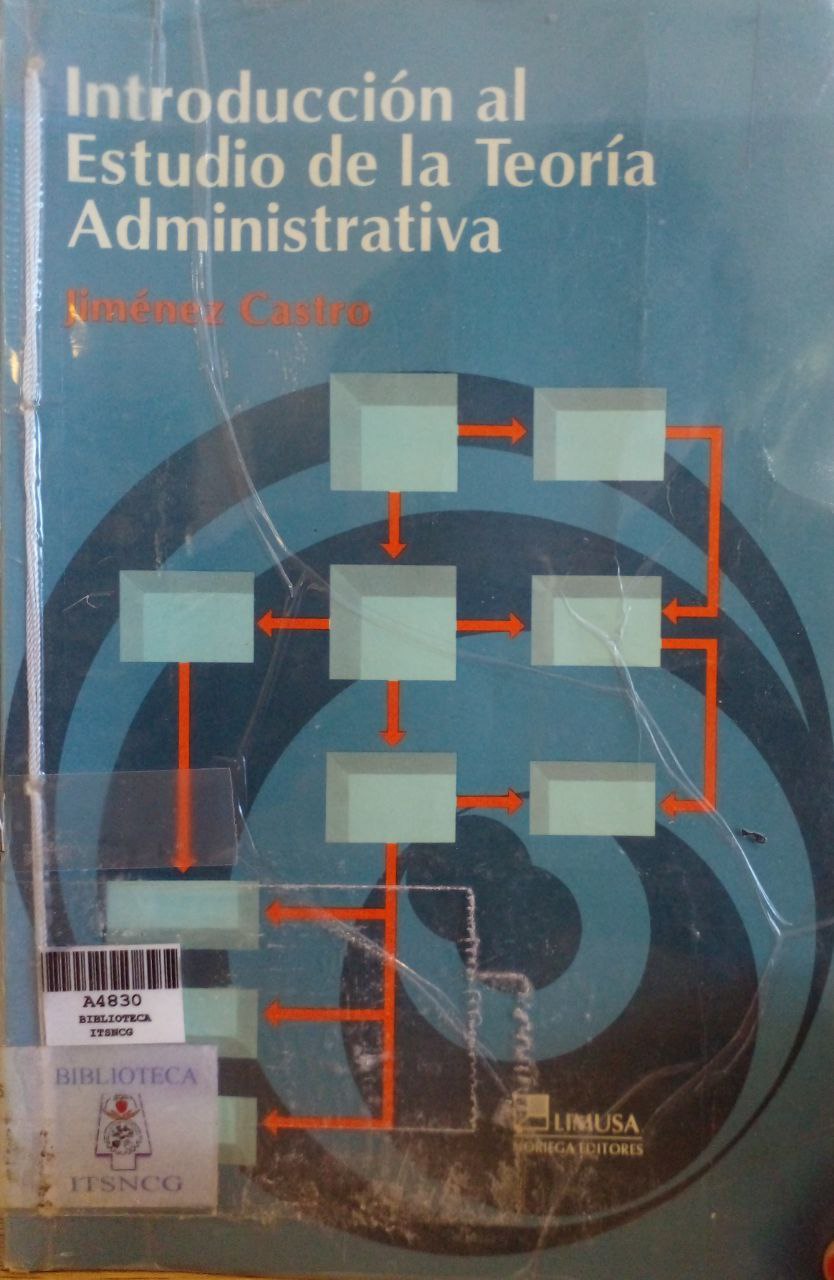 Introducción al
Estudio de la Teoría
Administrativa
Jiménez Castro
A4830
BIBLIOTECA
ITSNCG
BIBLIOTECA
ITSNCG
LIMUSA
NORIEGA EDITORES